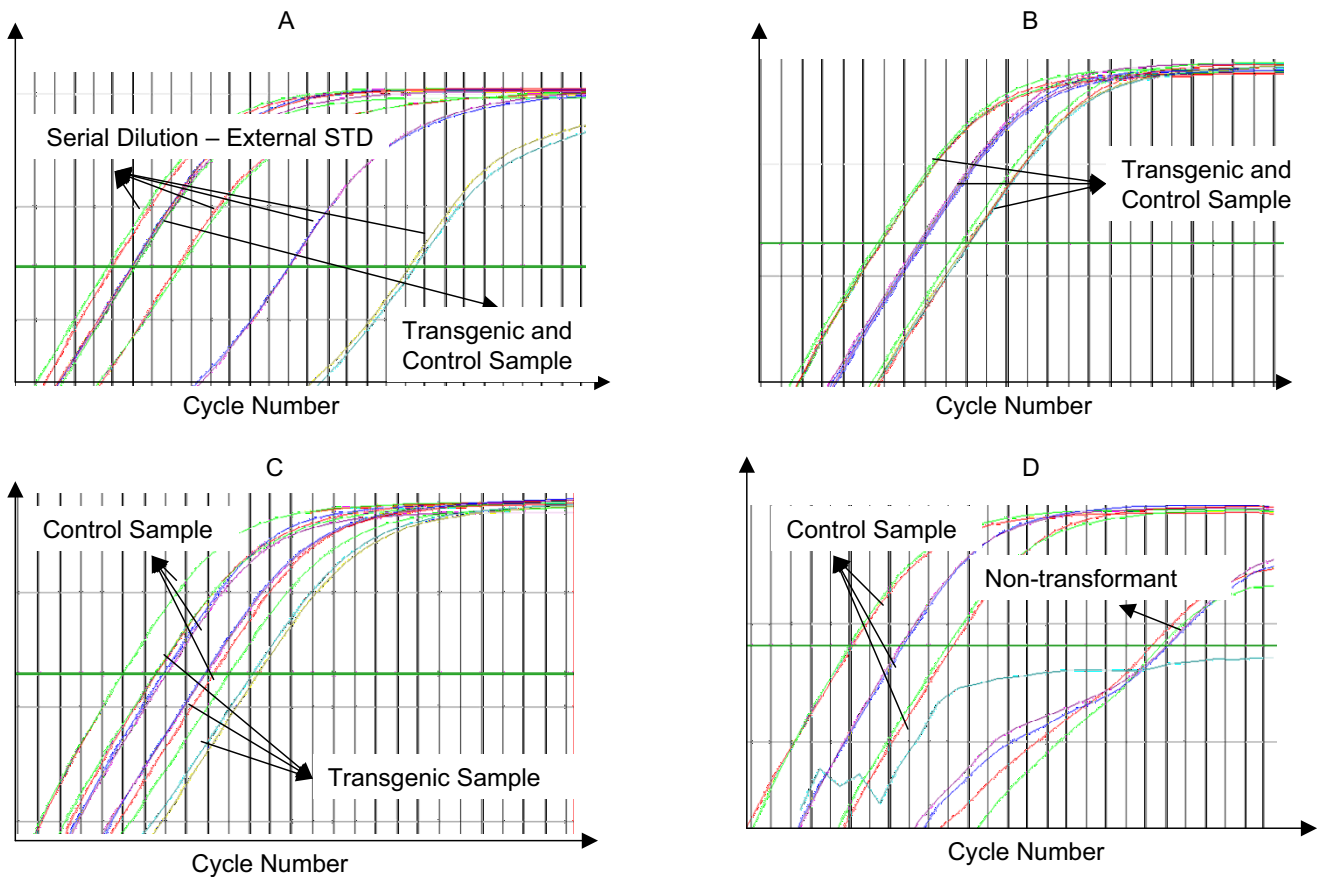 A
Serial Dilution – External STD
Transgenic and
Control Sample
Cycle Number
B
Transgenic and
Control Sample
Cycle Number
C
Control Sample
Transgenic Sample
Cycle Number
D
Control Sample
Non-transformant
Cycle Number